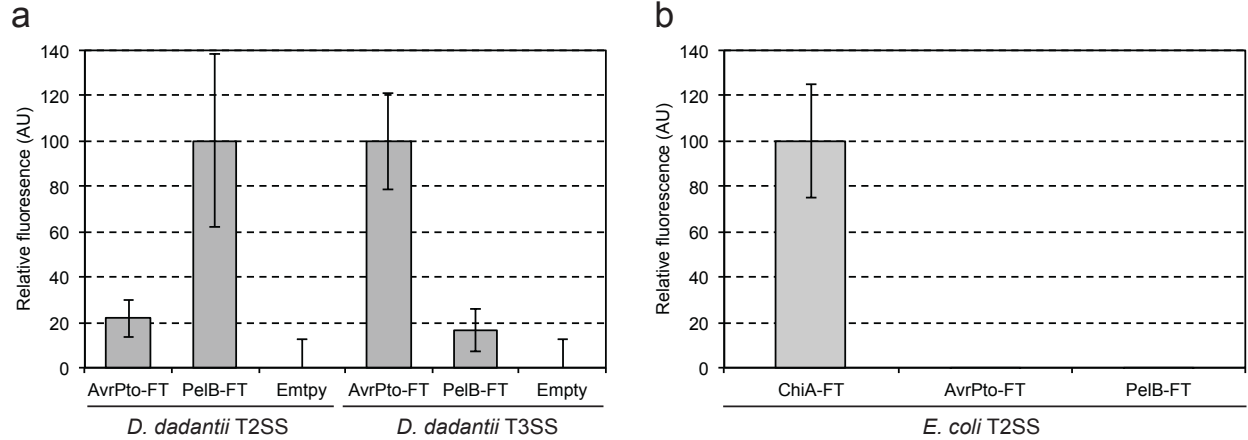 a
140
120
100
80
60
40
20
0
Relative fluoresence (AU)
AvrPto-FT PelB-FT Emtpy AvrPto-FT PelB-FT Empty
D. dadantii T2SS D. dadantii T3SS
b
140
120
100
80
60
40
20
0
Relative fluorescence (AU)
ChiA-FT AvrPto-FT PelB-FT
E. coli T2SS